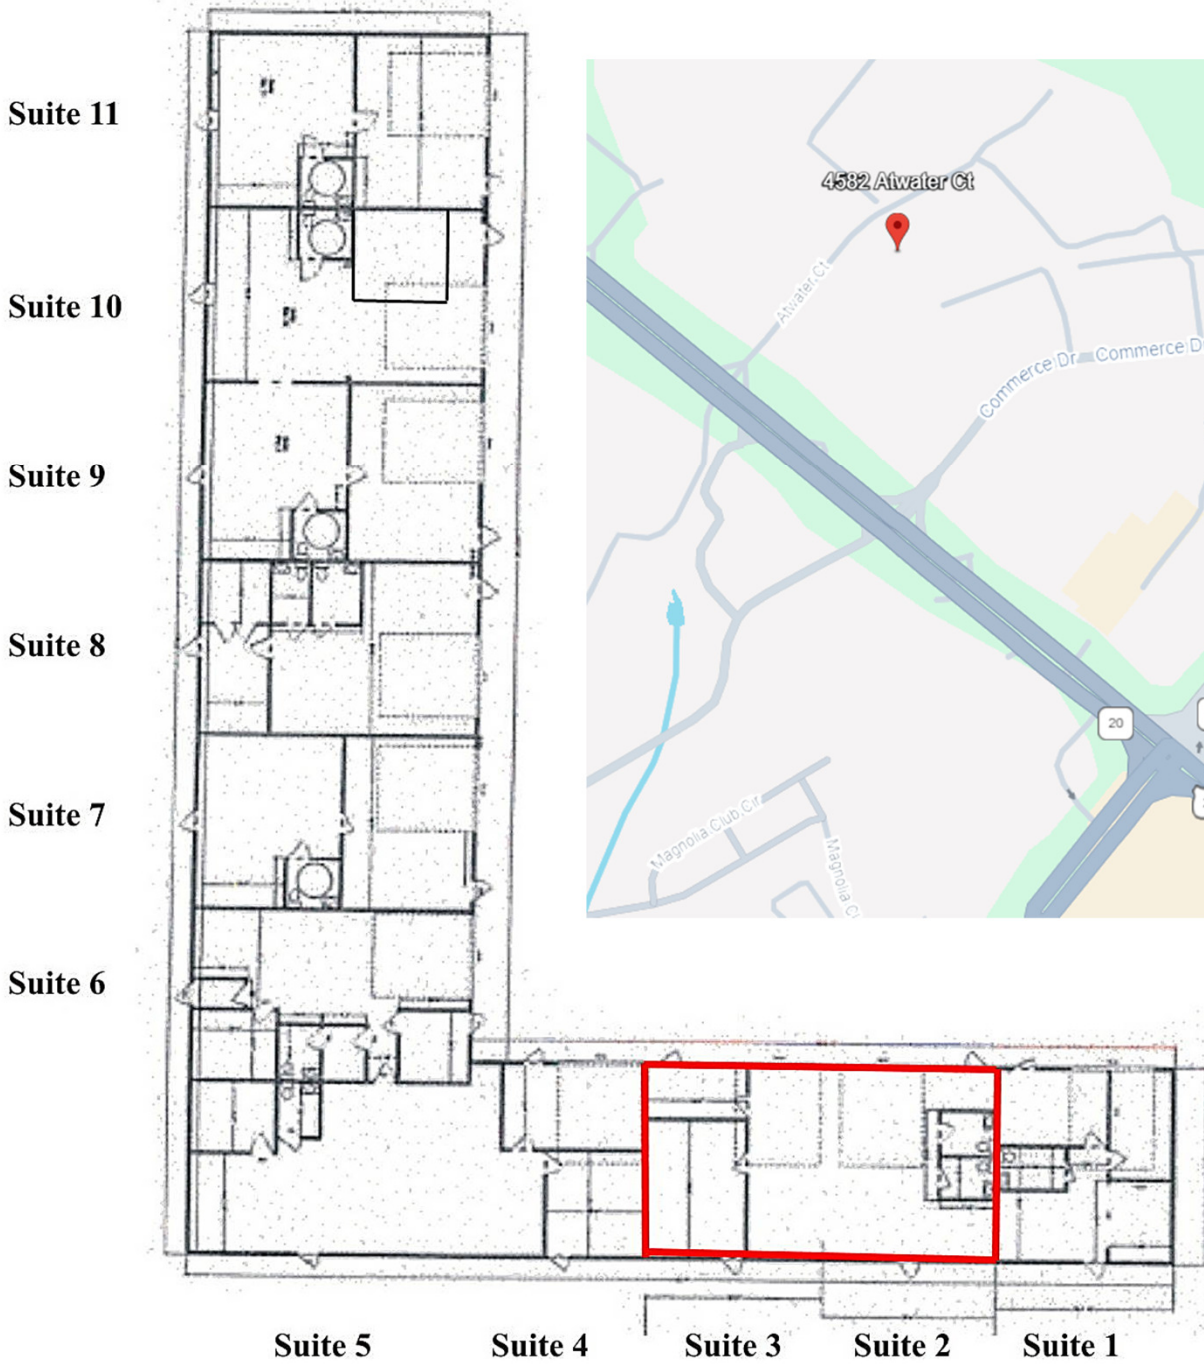 Suite 11
Suite 10
Suite 9
Suite 8
Suite 7
Suite 6
Suite 5
Suite 4
Suite 3
Suite 2
Suite 1
4582 Atwater Ct
Atwater Ct
Commerce Dr
Commerce D
20
Magnolia Club Cir
Magnolia Cl